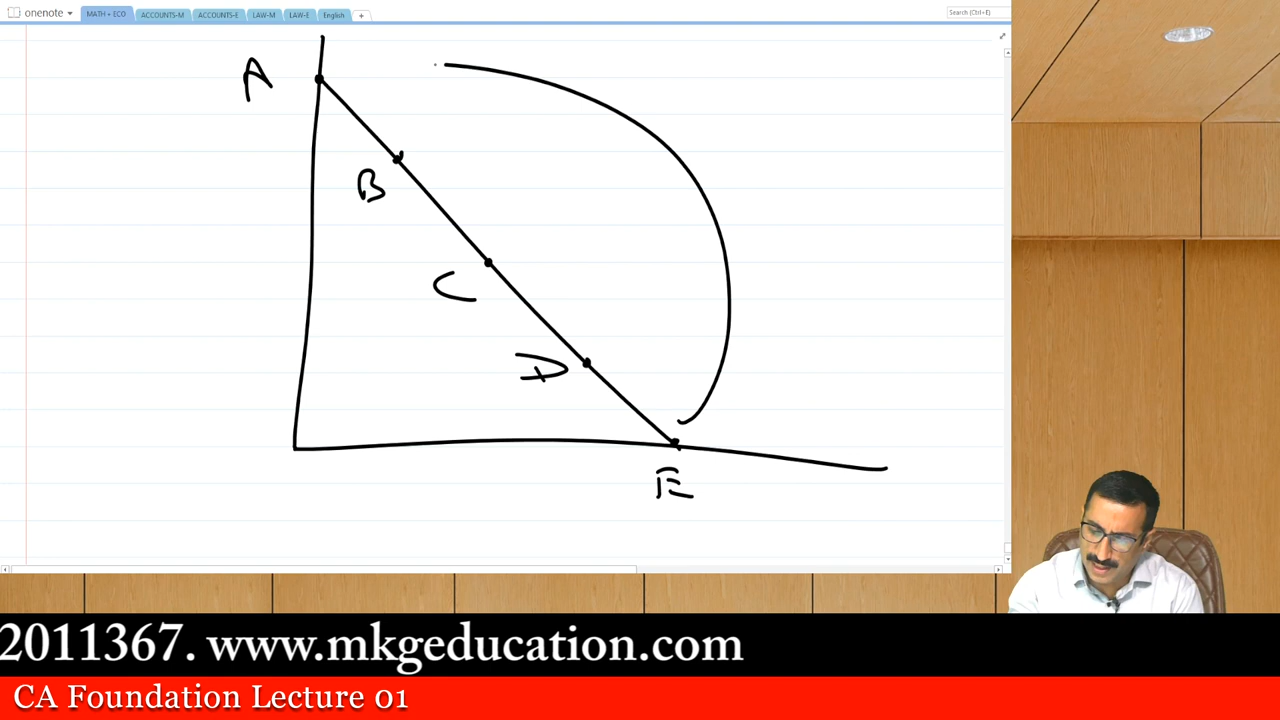 onenote
MATH + ECO
ACCOUNTS-M
ACCOUNTS-E
LAW-M
LAW-E
English
+
Search (Ctrl+E)
A
B
C
D
E
2011367. www.mkgeducation.com
CA Foundation Lecture 01